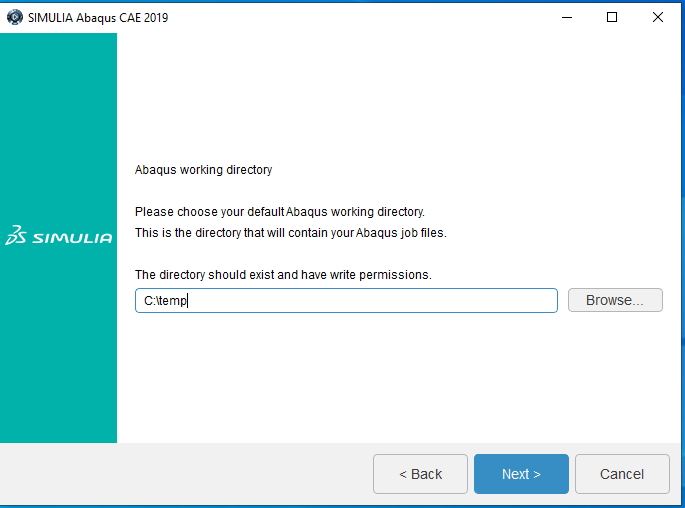 SIMULIA Abaqus CAE 2019
Abaqus working directory
Please choose your default Abaqus working directory.
This is the directory that will contain your Abaqus job files.
SIMULIA
The directory should exist and have write permissions.
C:\temp
Browse...
< Back
Next >
Cancel